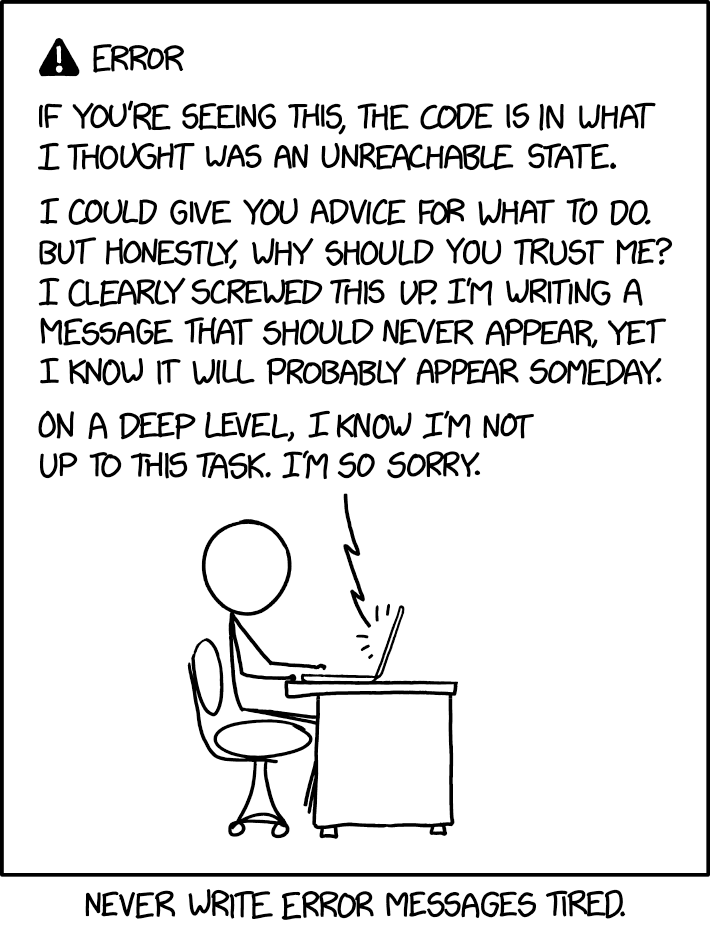 ERROR
IF YOU'RE SEEING THIS, THE CODE IS IN WHAT
I THOUGHT WAS AN UNREACHABLE STATE.
I COULD GIVE YOU ADVICE FOR WHAT TO DO.
BUT HONESTLY, WHY SHOULD YOU TRUST ME?
I CLEARLY SCREWED THIS UP. I'M WRITING A
MESSAGE THAT SHOULD NEVER APPEAR, YET
I KNOW IT WILL PROBABLY APPEAR SOMEDAY.
ON A DEEP LEVEL, I KNOW I'M NOT
UP TO THIS TASK. I'M SO SORRY.
NEVER WRITE ERROR MESSAGES TIRED.